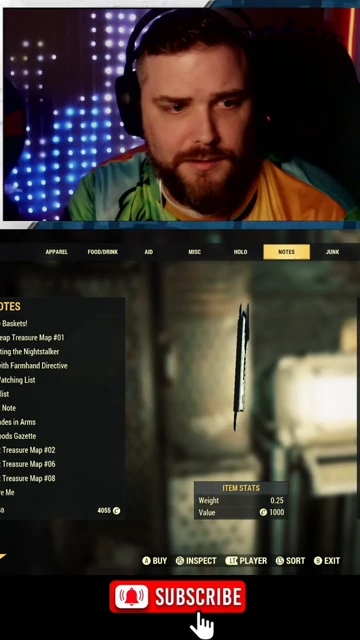 APPAREL FOOD/DRINK AID MISC HOLO NOTES JUNK
OTES
Baskets!
eap Treasure Map #01
ting the Nightstalker
with Farmhand Directive
Watching List
list
Note
ades in Arms
oods Gazette
Treasure Map #02
Treasure Map #06
Treasure Map #08
e Me
50 4055
ITEM STATS
Weight 0.25
Value 1000
A BUY INSPECT LT PLAYER SORT B EXIT
SUBSCRIBE